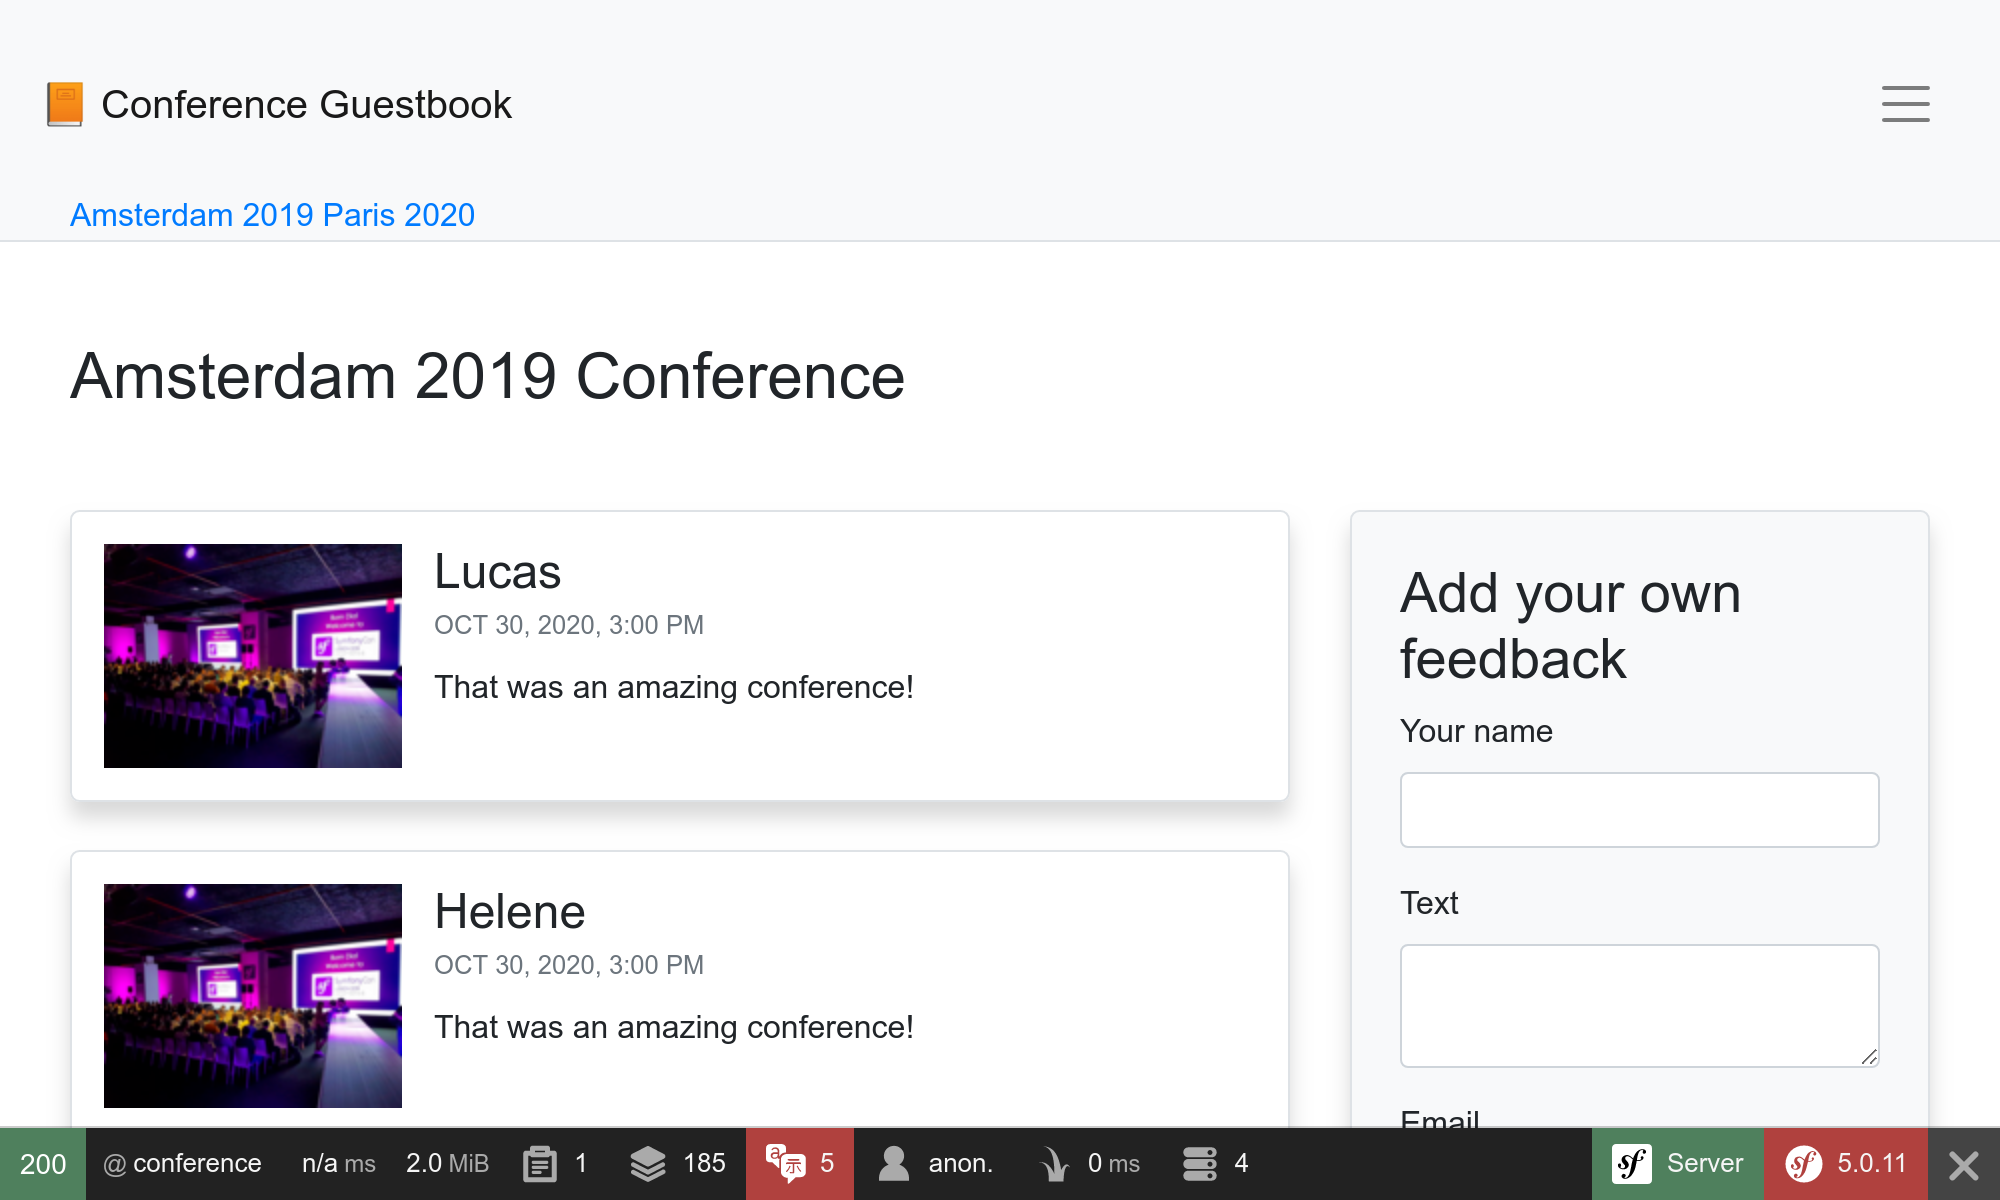 Conference Guestbook
Amsterdam 2019 Paris 2020
Amsterdam 2019 Conference
Lucas
OCT 30, 2020, 3:00 PM
That was an amazing conference!
Helene
OCT 30, 2020, 3:00 PM
That was an amazing conference!
Add your own
feedback
Your name
Text
Email
200 @ conference n/a ms 2.0 MiB 1 185 5 anon. 0 ms 4 Server 5.0.11